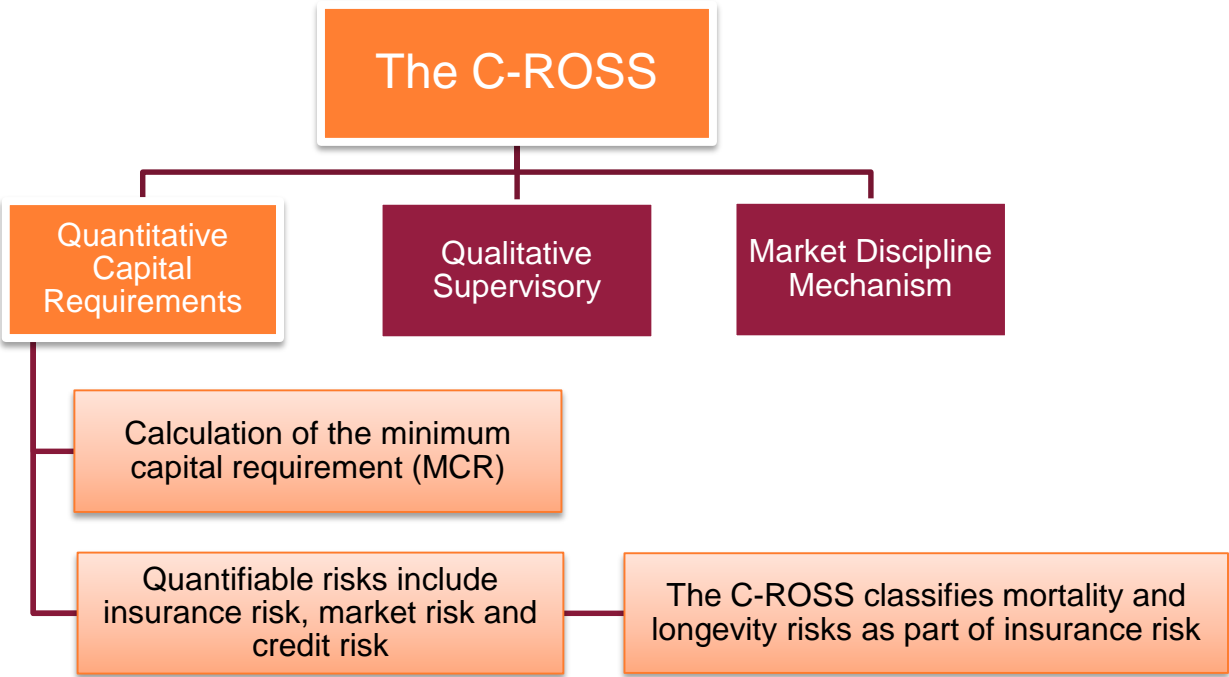 The C-ROSS
Quantitative
Capital
Requirements
Qualitative
Supervisory
Market Discipline
Mechanism
Calculation of the minimum
capital requirement (MCR)
Quantifiable risks include
insurance risk, market risk and
credit risk
The C-ROSS classifies mortality and
longevity risks as part of insurance risk